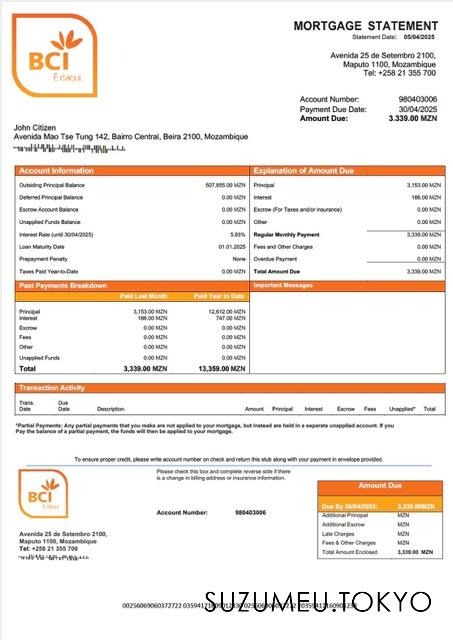 MORTGAGE STATEMENT
Statement Date: 05/04/2025
BCI
É daqui.
Avenida 25 de Setembro 2100,
Maputo 1100, Mozambique
Tel: +258 21 355 700
Account Number: 980403006
Payment Due Date: 30/04/2025
Amount Due: 3.339.00 MZN
John Citizen
Avenida Mao Tse Tung 142, Bairro Central, Beira 2100, Mozambique
Account Information
Outsiding Principal Balance 507,855.00 MZN
Deferred Principal Balance 0.00 MZN
Escrow Account Balance 0.00 MZN
Unapplied Funds Balance 0.00 MZN
Interest Rate (until 30/04/2025) 5.93%
Loan Maturity Date 01.01.2025
Prepayment Penalty None
Taxes Paid Year-to-Date 0.00 MZN
Explanation of Amount Due
Principal 3,153.00 MZN
Interest 186.00 MZN
Escrow (For Taxes and/or insurance) 0.00 MZN
Other 0.00 MZN
Regular Monthly Payment 3,339.00 MZN
Fees and Other Charges 0.00 MZN
Overdue Payment 0.00 MZN
Total Amount Due 3,339.00 MZN
Past Payments Breakdown
Paid Last Month Paid Year to Date
Principal 3,153.00 MZN 12,612.00 MZN
Interest 186.00 MZN 747.00 MZN
Escrow 0.00 MZN 0.00 MZN
Fees 0.00 MZN 0.00 MZN
Other 0.00 MZN 0.00 MZN
Unapplied Funds 0.00 MZN 0.00 MZN
Total 3,339.00 MZN 13,359.00 MZN
Important Messages
Transaction Activity
Trans. Date Due Date Description Amount Principal Interest Escrow Fees Unapplied* Total
*Partial Payments: Any partial payments that you make are not applied to your mortgage, but instead are held in a separate unapplied account. If you
Pay the balance of a partial payment, the funds will then be applied to your mortgage.
To ensure proper credit, please write account number on check and return this stub along with your payment in envelope provided.
Please check this box and complete reverse side if there
is a change in billing address or insurance information.
BCI
É daqui.
Account Number: 980403006
Avenida 25 de Setembro 2100,
Maputo 1100, Mozambique
Tel: +258 21 355 700
Amount Due
Due By 30/04/2025: 3,339.00MZN
Additional Principal MZN
Additional Escrow MZN
Late Charges MZN
Fees & Other Charges MZN
Total Amount Enclosed 3,339.00 MZN
00256069060372722
SUZUMEU.TOKYO